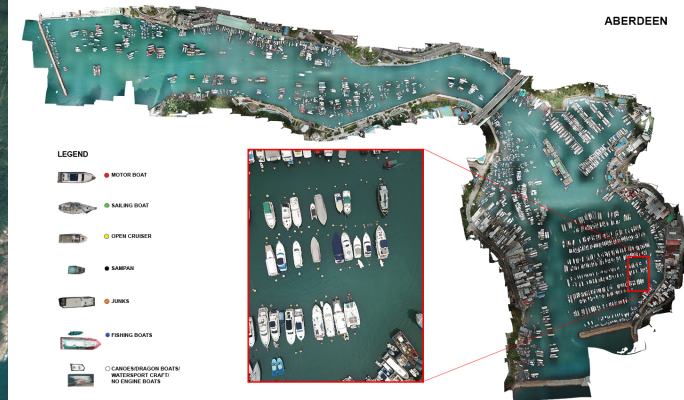 ABERDEEN
LEGEND
MOTOR BOAT
SAILING BOAT
OPEN CRUISER
SAMPAN
JUNKS
FISHING BOATS
CANOES/DRAGON BOATS/
WATERSPORT CRAFT/
NO ENGINE BOATS